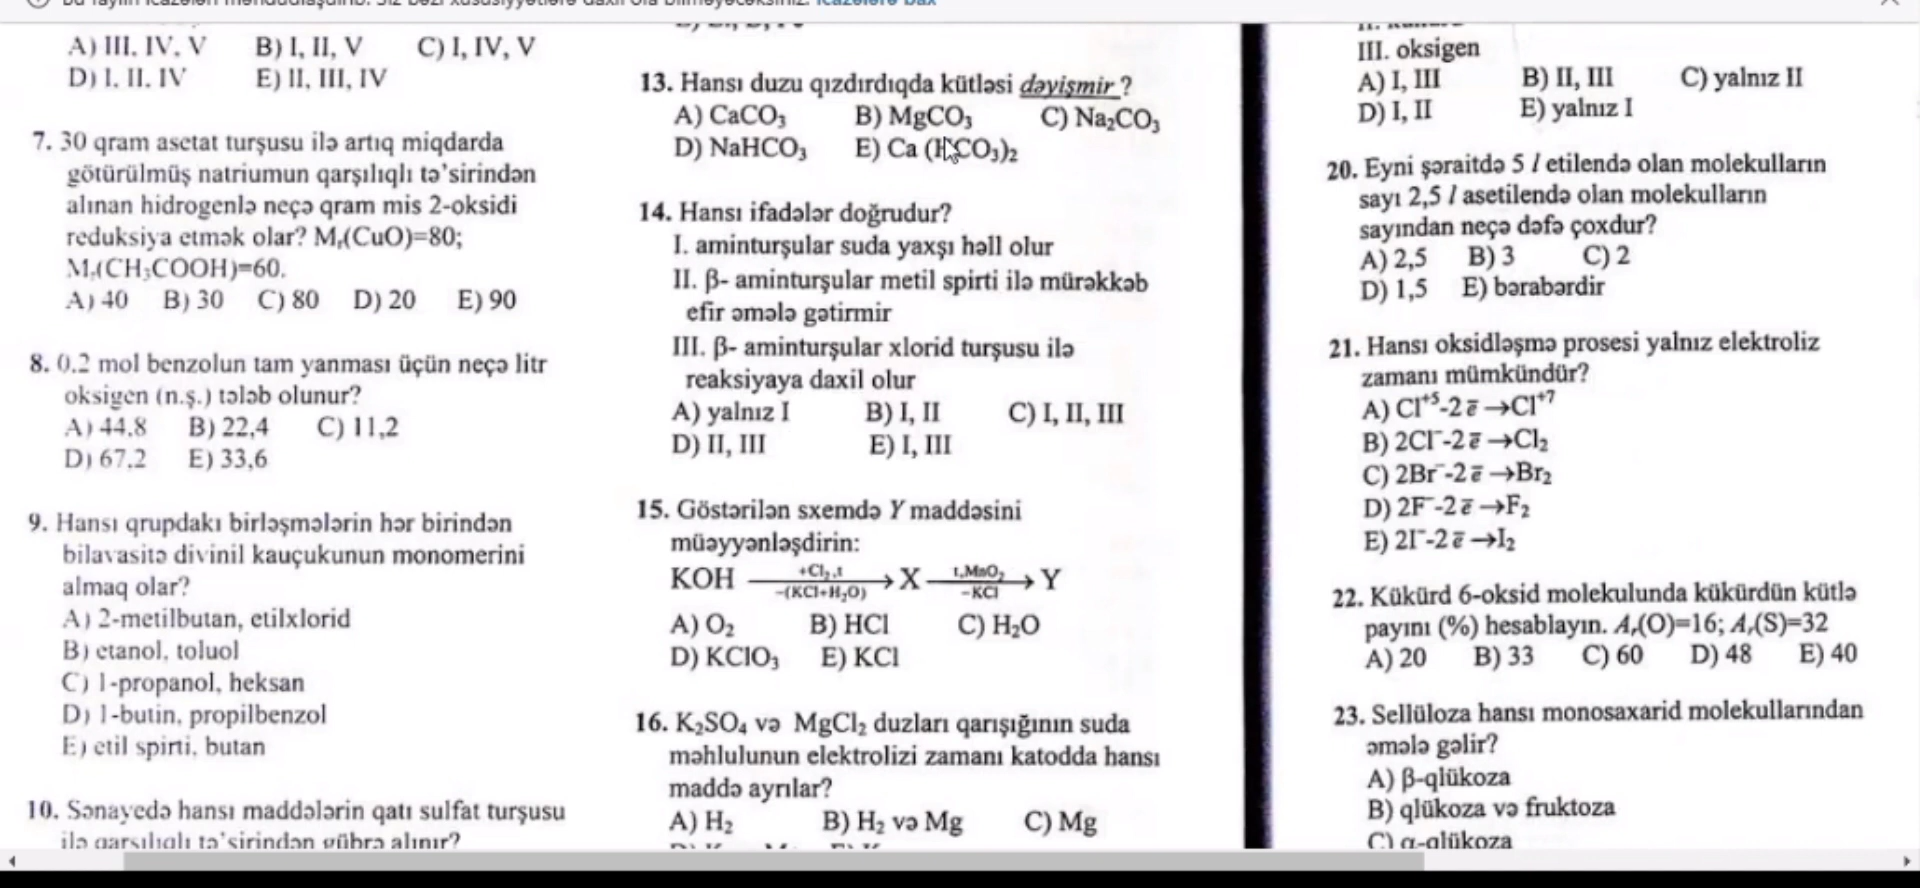 A) III, IV, V B) I, II, V C) I, IV, V
D) I, II, IV E) II, III, IV
7. 30 qram asetat turşusu ilə artıq miqdarda
götürülmüş natriumun qarşılıqlı tə'sirindən
alınan hidrogenlə neçə qram mis 2-oksidi
reduksiya etmək olar? Mᵣ(CuO)=80;
Mᵣ(CH₃COOH)=60.
A) 40 B) 30 C) 80 D) 20 E) 90
8. 0.2 mol benzolun tam yanması üçün neçə litr
oksigen (n.ş.) tələb olunur?
A) 44,8 B) 22,4 C) 11,2
D) 67,2 E) 33,6
9. Hansı qrupdakı birləşmələrin hər birindən
bilavasitə divinil kauçukunun monomerini
almaq olar?
A) 2-metilbutan, etilxlorid
B) etanol, toluol
C) 1-propanol, heksan
D) 1-butin, propilbenzol
E) etil spirti, butan
10. Sənayedə hansı maddələrin qatı sulfat turşusu
ilə qarşılıqlı tə'sirindən gübrə alınır?
13. Hansı duzu qızdırdıqda kütləsi dəyişmir ?
A) CaCO₃ B) MgCO₃ C) Na₂CO₃
D) NaHCO₃ E) Ca (HCO₃)₂
14. Hansı ifadələr doğrudur?
I. aminturşular suda yaxşı həll olur
II. β- aminturşular metil spirti ilə mürəkkəb
efir əmələ gətirmir
III. β- aminturşular xlorid turşusu ilə
reaksiyaya daxil olur
A) yalnız I B) I, II C) I, II, III
D) II, III E) I, III
15. Göstərilən sxemdə Y maddəsini
müəyyənləşdirin:
KOH +Cl₂,t −(KCl+H₂O) → X t,MnO₂ −KCl → Y
A) O₂ B) HCl C) H₂O
D) KClO₃ E) KCl
16. K₂SO₄ və MgCl₂ duzları qarışığının suda
məhlulunun elektrolizi zamanı katodda hansı
maddə ayrılar?
A) H₂ B) H₂ və Mg C) Mg
III. oksigen
A) I, III B) II, III C) yalnız II
D) I, II E) yalnız I
20. Eyni şəraitdə 5 l etilendə olan molekulların
sayı 2,5 l asetilendə olan molekulların
sayından neçə dəfə çoxdur?
A) 2,5 B) 3 C) 2
D) 1,5 E) bərabərdir
21. Hansı oksidləşmə prosesi yalnız elektroliz
zamanı mümkündür?
A) Cl⁺⁵-2ē→Cl⁺⁷
B) 2Cl⁻-2ē→Cl₂
C) 2Br⁻-2ē→Br₂
D) 2F⁻-2ē→F₂
E) 2I⁻-2ē→I₂
22. Kükürd 6-oksid molekulunda kükürdün kütlə
payını (%) hesablayın. Aᵣ(O)=16; Aᵣ(S)=32
A) 20 B) 33 C) 60 D) 48 E) 40
23. Sellüloza hansı monosaxarid molekullarından
əmələ gəlir?
A) β-qlükoza
B) qlükoza və fruktoza
C) α-qlükoza